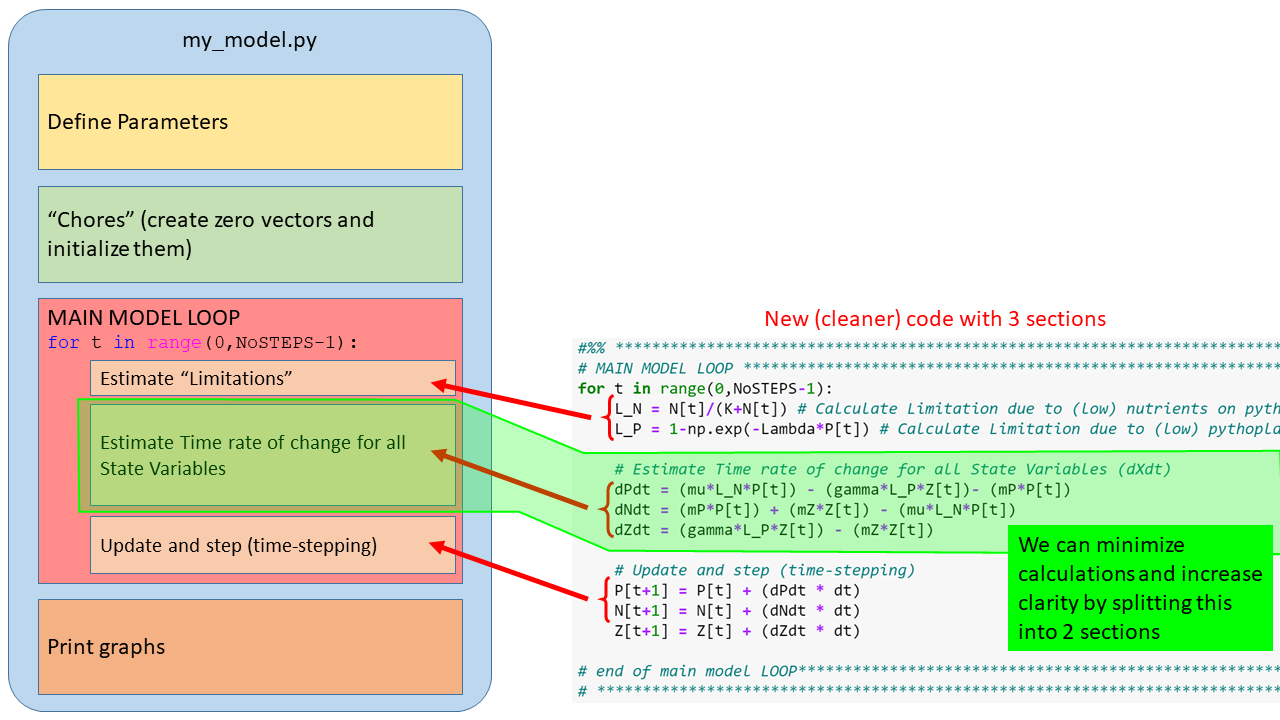 my_model.py
Define Parameters
“Chores” (create zero vectors and
initialize them)
MAIN MODEL LOOP
for t in range(0,NoSTEPS-1):
Estimate “Limitations”
Estimate Time rate of change for all
State Variables
Update and step (time-stepping)
Print graphs
New (cleaner) code with 3 sections
#%% *************************************************************************
# MAIN MODEL LOOP ***********************************************************
for t in range(0,NoSTEPS-1):
L_N = N[t]/(K+N[t]) # Calculate Limitation due to (low) nutrients on pyth
L_P = 1-np.exp(-Lambda*P[t]) # Calculate Limitation due to (low) pythopla
# Estimate Time rate of change for all State Variables (dXdt)
dPdt = (mu*L_N*P[t]) - (gamma*L_P*Z[t])- (mP*P[t])
dNdt = (mP*P[t]) + (mZ*Z[t]) - (mu*L_N*P[t])
dZdt = (gamma*L_P*Z[t]) - (mZ*Z[t])
# Update and step (time-stepping)
P[t+1] = P[t] + (dPdt * dt)
N[t+1] = N[t] + (dNdt * dt)
Z[t+1] = Z[t] + (dZdt * dt)
# end of main model LOOP*****************************************************
# ***************************************************************************
We can minimize
calculations and increase
clarity by splitting this
into 2 sections